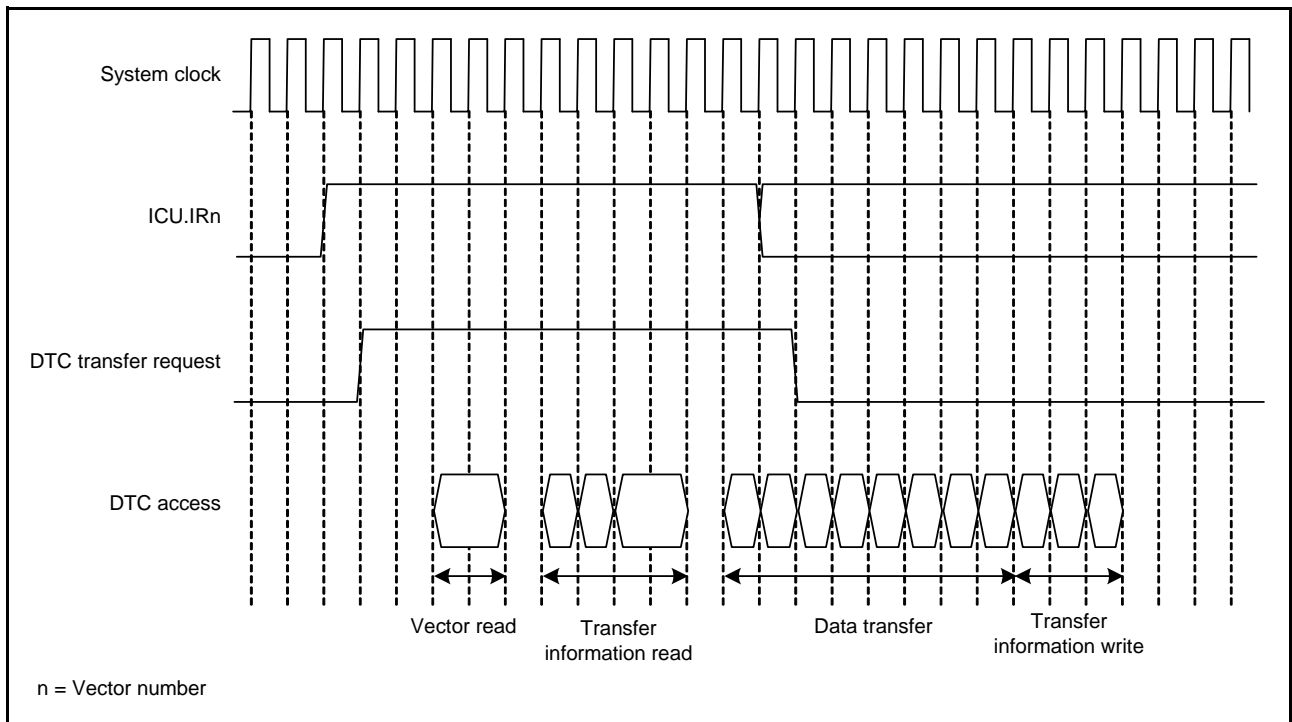 System clock
ICU.IRn
DTC transfer request
DTC access
Vector read
Transfer
information read
Data transfer
Transfer
information write
n = Vector number